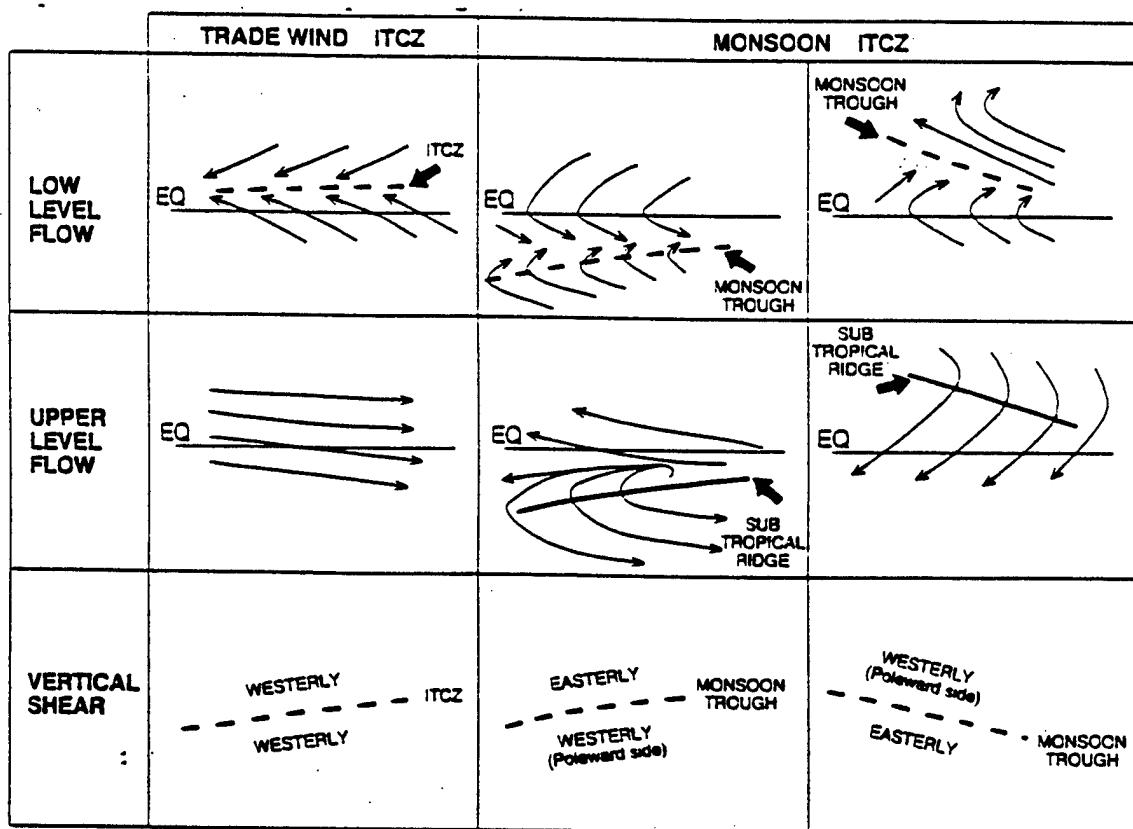 TRADE WIND ITCZ
MONSOON ITCZ
LOW
LEVEL
FLOW
EQ
ITCZ
EQ
MONSOON
TROUGH
MONSOON
TROUGH
EQ
UPPER
LEVEL
FLOW
EQ
EQ
SUB
TROPICAL
RIDGE
SUB
TROPICAL
RIDGE
EQ
VERTICAL
SHEAR
WESTERLY
ITCZ
WESTERLY
EASTERLY
MONSOON
TROUGH
WESTERLY
(Poleward side)
WESTERLY
(Poleward side)
EASTERLY
MONSOON
TROUGH